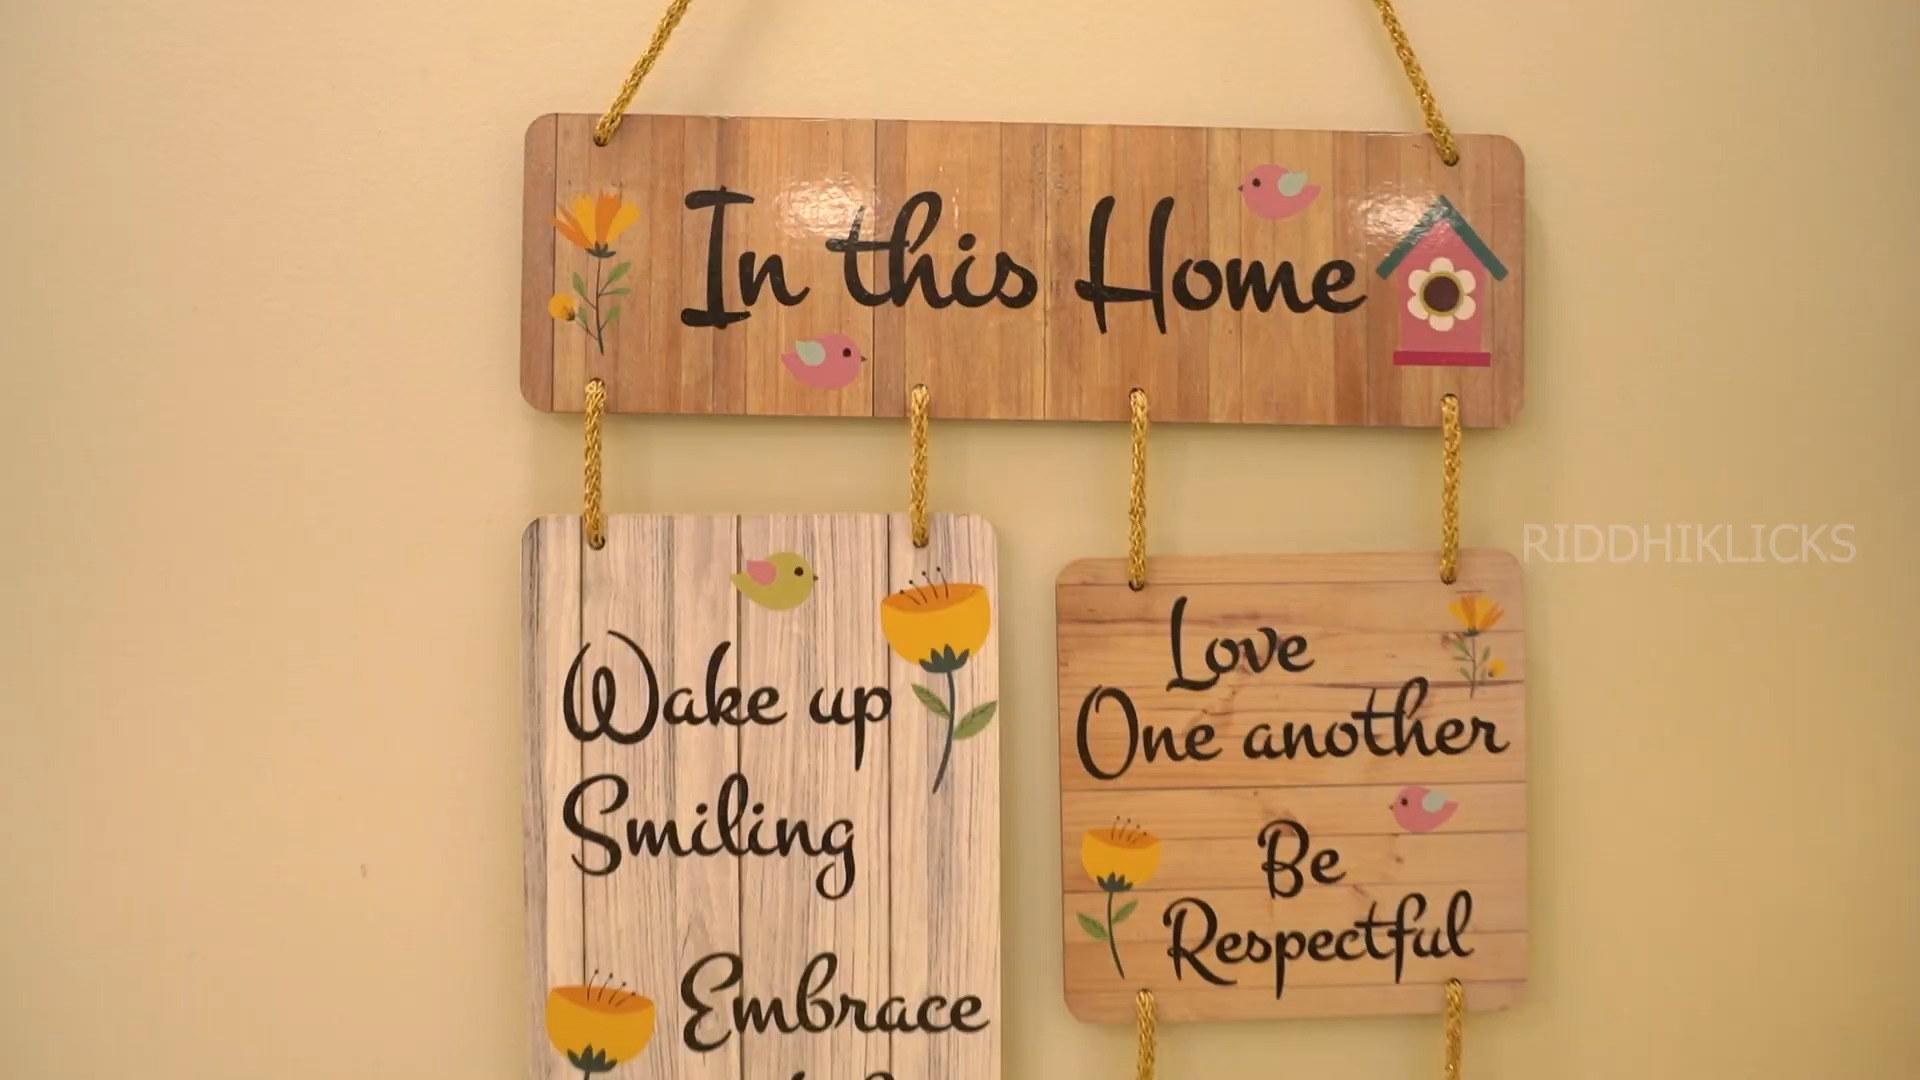 In this Home
Wake up
Smiling
Embrace
Love
One another
Be
Respectful
RIDDHIKLICKS